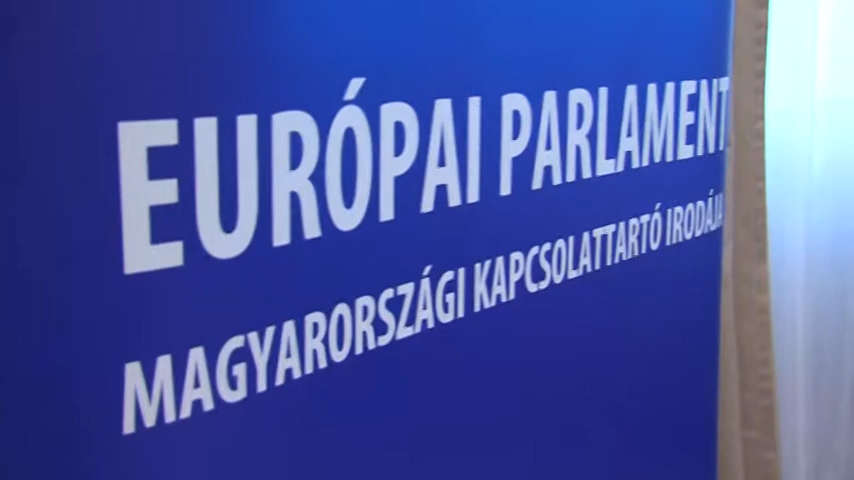 EURÓPAI PARLAMENT
MAGYARORSZÁGI KAPCSOLATTARTÓ IRODÁJA